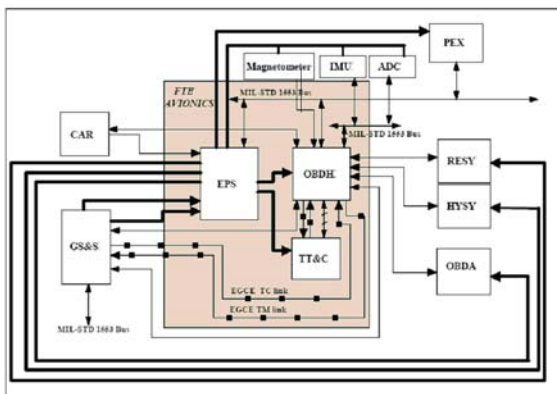 PEX
Magnetometer
IMU
ADC
FTB
AVIONICS
MIL-STD 1553 Bus
MIL-STD 1553 Bus
CAR
EPS
OBDH
RESY
HYSY
GS&S
TT&C
OBDA
EGCE TC link
EGCE TM link
MIL-STD 1553 Bus